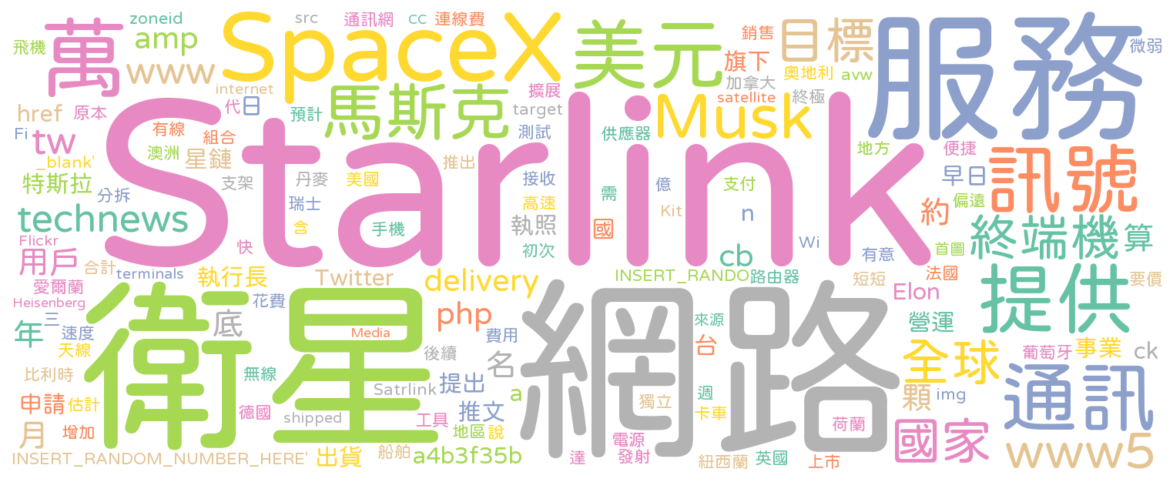 飛機 zoneid
萬
amp
www
SpaceX
src
通訊網
cc
連線費
internet
美元
銷售
旗下
加拿大
目標
奧地利
avw
服務
微弱
href
原本
代
日
預計
馬斯克
擴展
target
satellite
終極
Fi
tw
_blank'
有線
組合
澳洲
星鏈
Starlink
測試
供應器
Musk
地方
便捷
訊號
特斯拉
支架
丹麥
美國
推出
接收
需
億
支付
早日
偏遠
分拆
瑞士
高速
Kit
約
technews
快
含
手機
執照
初次
國
n
Wi
有意
首圖
終端機
算
Flickr
用戶
合計
terminals
執行長
Twitter
delivery
cb
INSERT_RANDO
路由器
短短
法國
要價
愛爾蘭
Heisenberg
花費
php
Elon
提供
年
三
速度
底
Media
費用
來源
台
營運
天線
衛星
網路
後續
名
全球
葡萄牙
事業
ck
比利時
無線
Satrlink
提出
a
週
顆
img
通訊
申請
估計
德國
shipped
工具
推文
獨立
卡車
荷蘭
月
增加
地區
說
電源
國家
www5
INSERT_RANDOM_NUMBER_HERE'
出貨
船舶
a4b3f35b
達
發射
紐西蘭
英國
上市